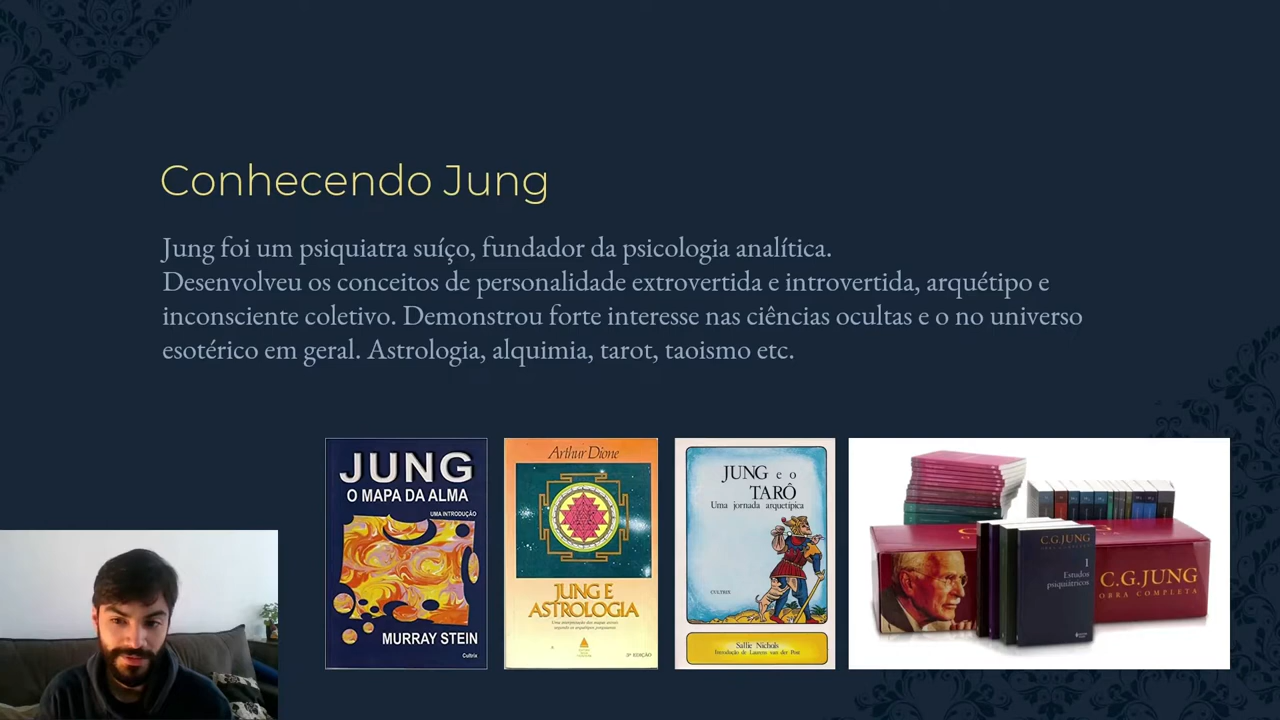 Conhecendo Jung
Jung foi um psiquiatra suíço, fundador da psicologia analítica.
Desenvolveu os conceitos de personalidade extrovertida e introvertida, arquétipo e
inconsciente coletivo. Demonstrou forte interesse nas ciências ocultas e o no universo
esotérico em geral. Astrologia, alquimia, tarot, taoismo etc.
JUNG
O MAPA DA ALMA
UMA INTRODUÇÃO
MURRAY STEIN
Cultrix
Arthur Dione
JUNG E
ASTROLOGIA
3ª EDIÇÃO
JUNG e o
TARÔ
Uma jornada arquetípica
CULTRIX
Sallie Nichols
Introdução de Laurens van der Post
C.G.JUNG
1
Estudos
psiquiátricos
C.G.JUNG
OBRA COMPLETA